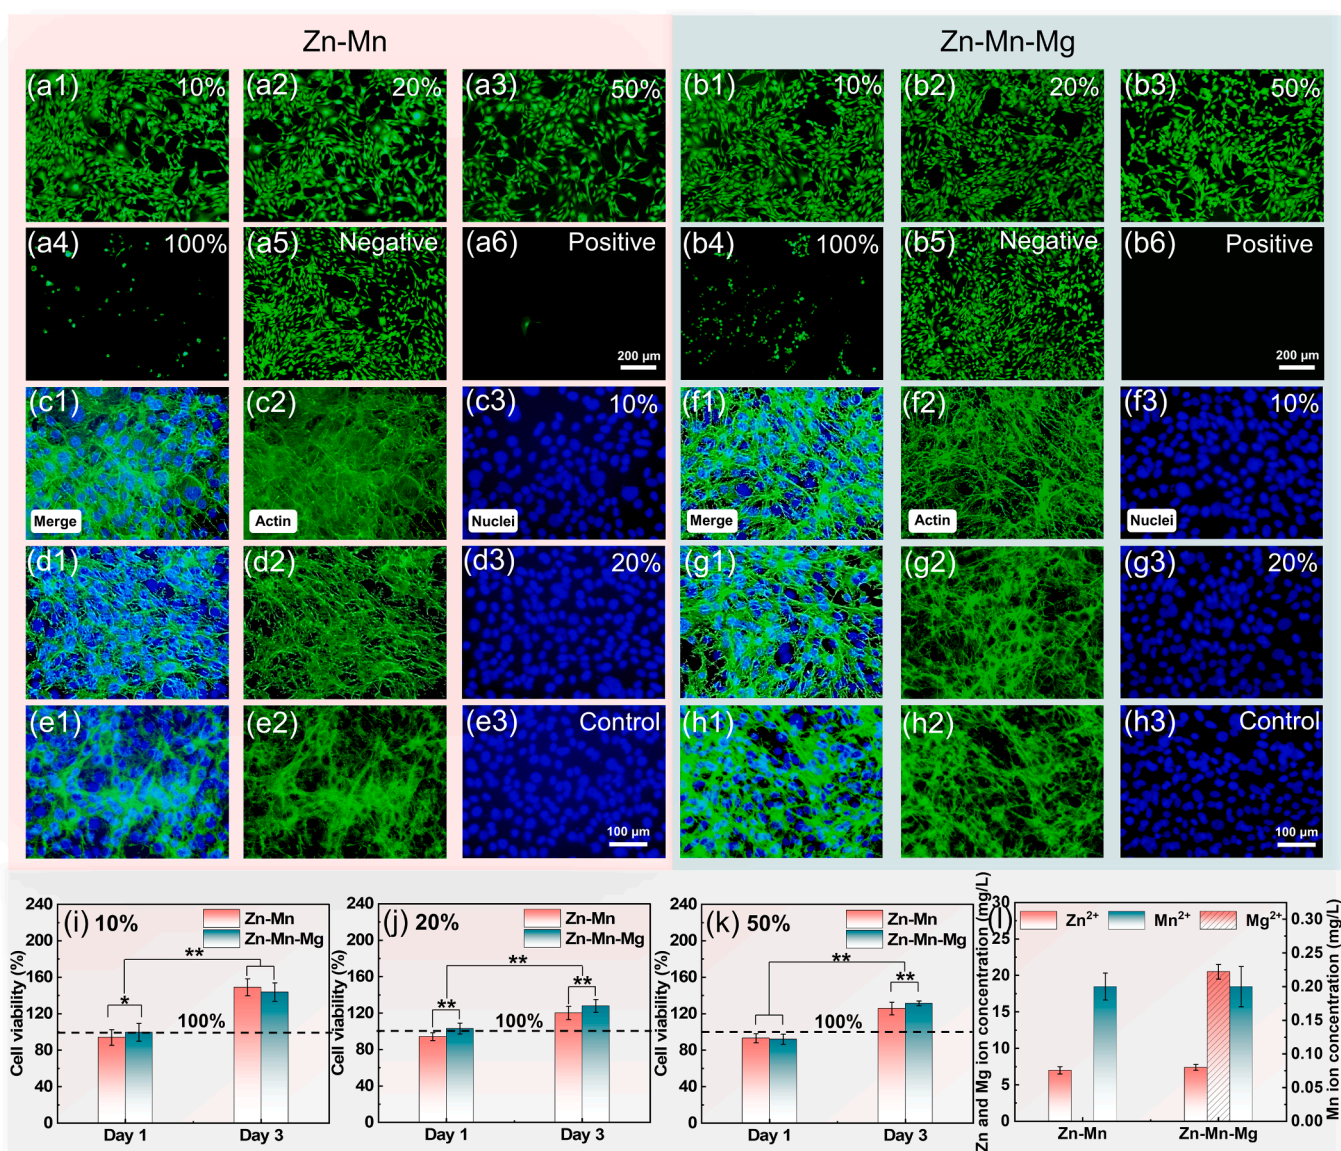 Zn-Mn
Zn-Mn-Mg
(a1) 10%
(a2) 20%
(a3) 50%
(b1) 10%
(b2) 20%
(b3) 50%
(a4) 100%
(a5) Negative
(a6) Positive
200 μm
(b4) 100%
(b5) Negative
(b6) Positive
200 μm
(c1)
Merge
(c2)
Actin
(c3) 10%
Nuclei
(f1)
Merge
(f2)
Actin
(f3) 10%
Nuclei
(d1)
(d2)
(d3) 20%
(g1)
(g2)
(g3) 20%
(e1)
(e2)
(e3) Control
100 μm
(h1)
(h2)
(h3) Control
100 μm
(i) 10%
Zn-Mn
Zn-Mn-Mg
Cell viability (%)
240
200
160
120
80
40
0
**
*
100%
Day 1
Day 3
(j) 20%
Zn-Mn
Zn-Mn-Mg
Cell viability (%)
240
200
160
120
80
40
0
**
**
**
100%
Day 1
Day 3
(k) 50%
Zn-Mn
Zn-Mn-Mg
Cell viability (%)
240
200
160
120
80
40
0
**
**
100%
Day 1
Day 3
(l)
Zn²⁺
Mn²⁺
Mg²⁺
Zn and Mg ion concentration (mg/L)
30
25
20
15
10
5
0
Mn ion concentration (mg/L)
0.30
0.25
0.20
0.15
0.10
0.05
0.00
Zn-Mn
Zn-Mn-Mg